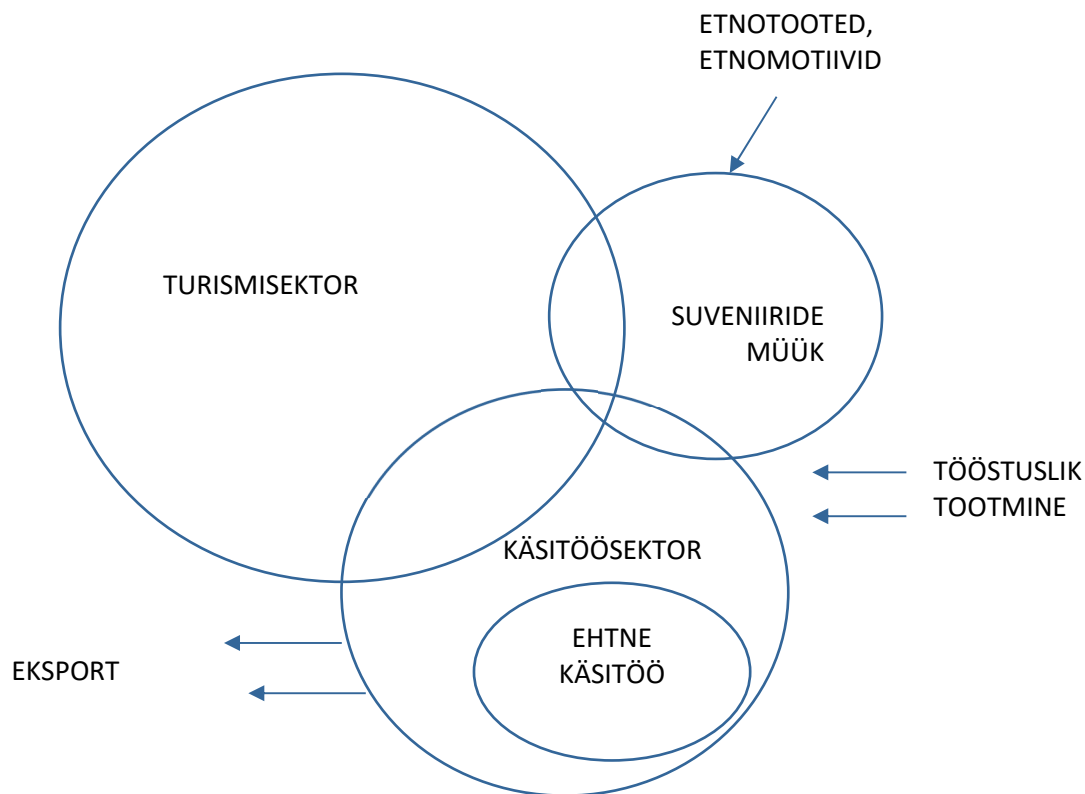 ETNOTOOTED,
ETNOMOTIIVID
TURISMISEKTOR
SUVENIIRIDE
MÜÜK
TÖÖSTUSLIK
TOOTMINE
KÄSITÖÖSEKTOR
EHTNE
KÄSITÖÖ
EKSPORT